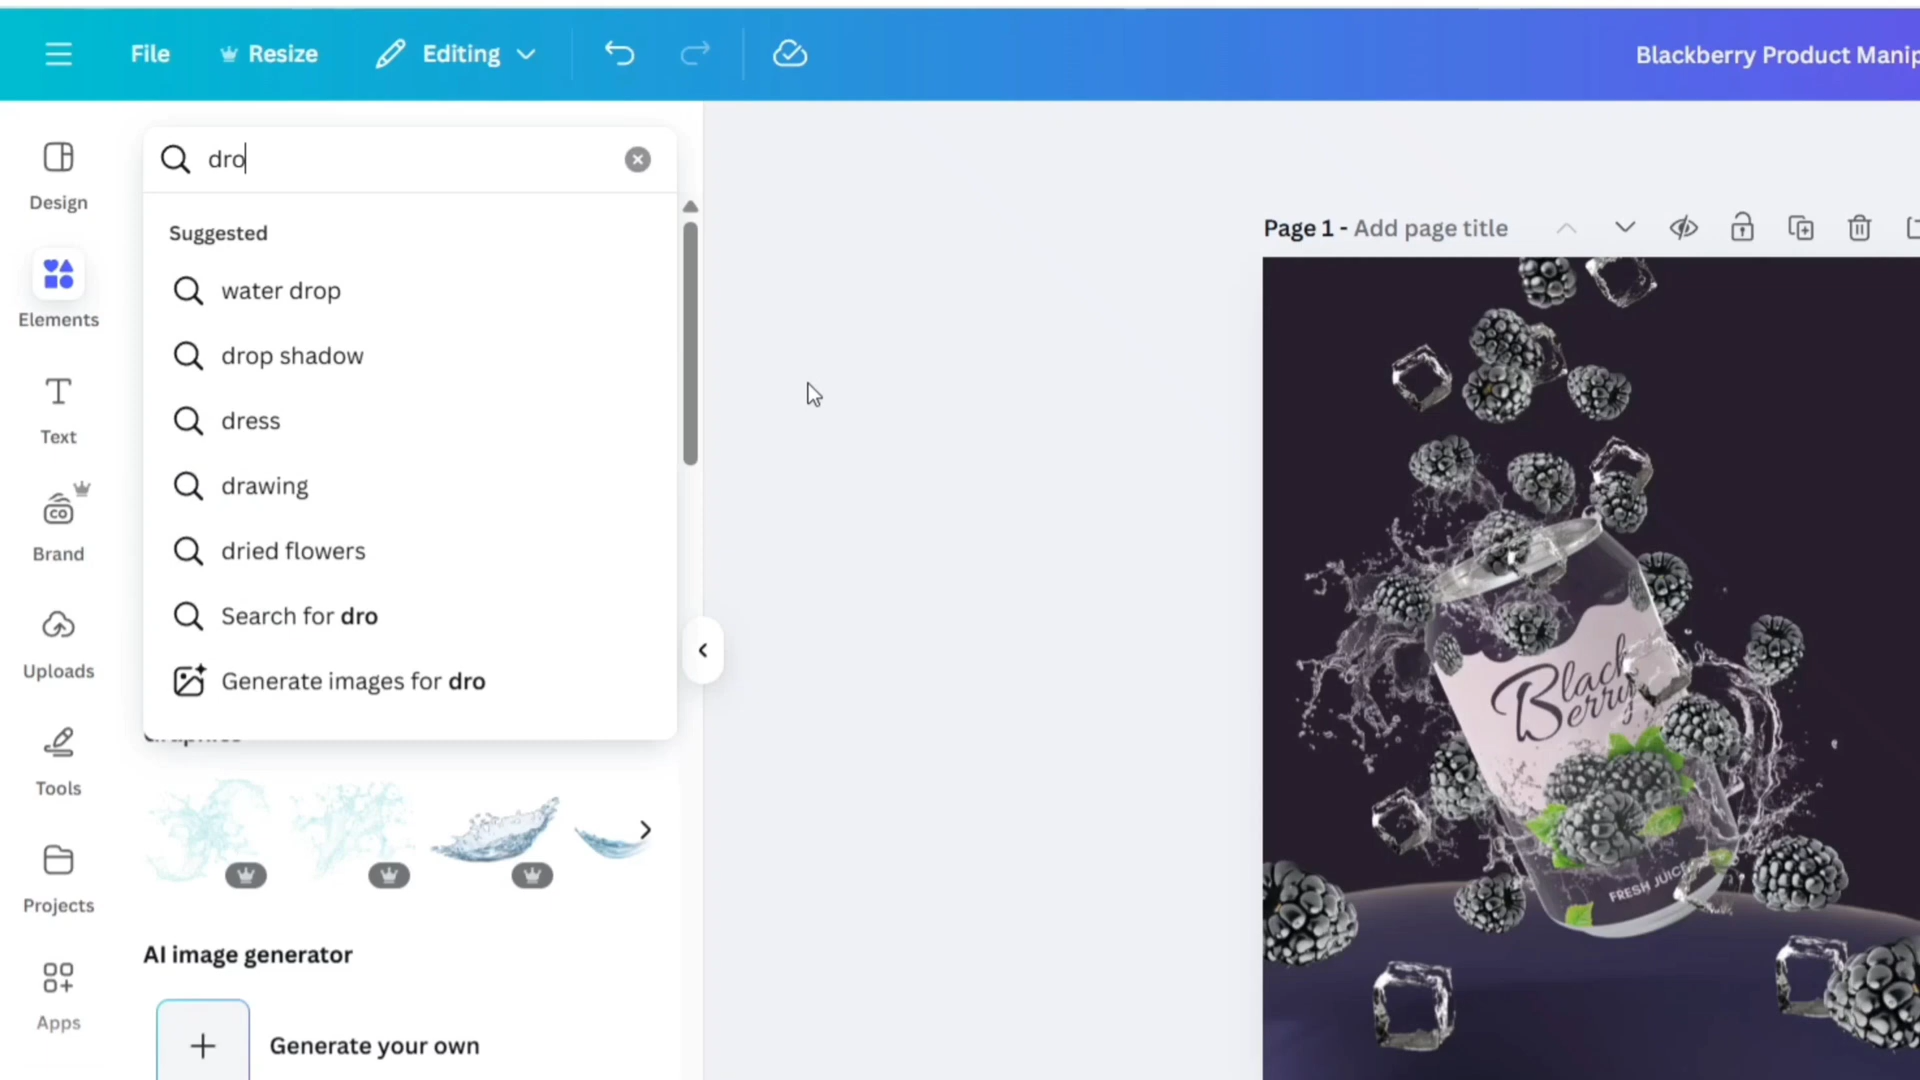 File
Resize
Editing
Blackberry Product Manip
Design
Elements
Text
Brand
Uploads
Tools
Projects
Apps
dro
Suggested
water drop
drop shadow
dress
drawing
dried flowers
Search for dro
Generate images for dro
AI image generator
Generate your own
Page 1 - Add page title
Black
Berry
FRESH JUICE